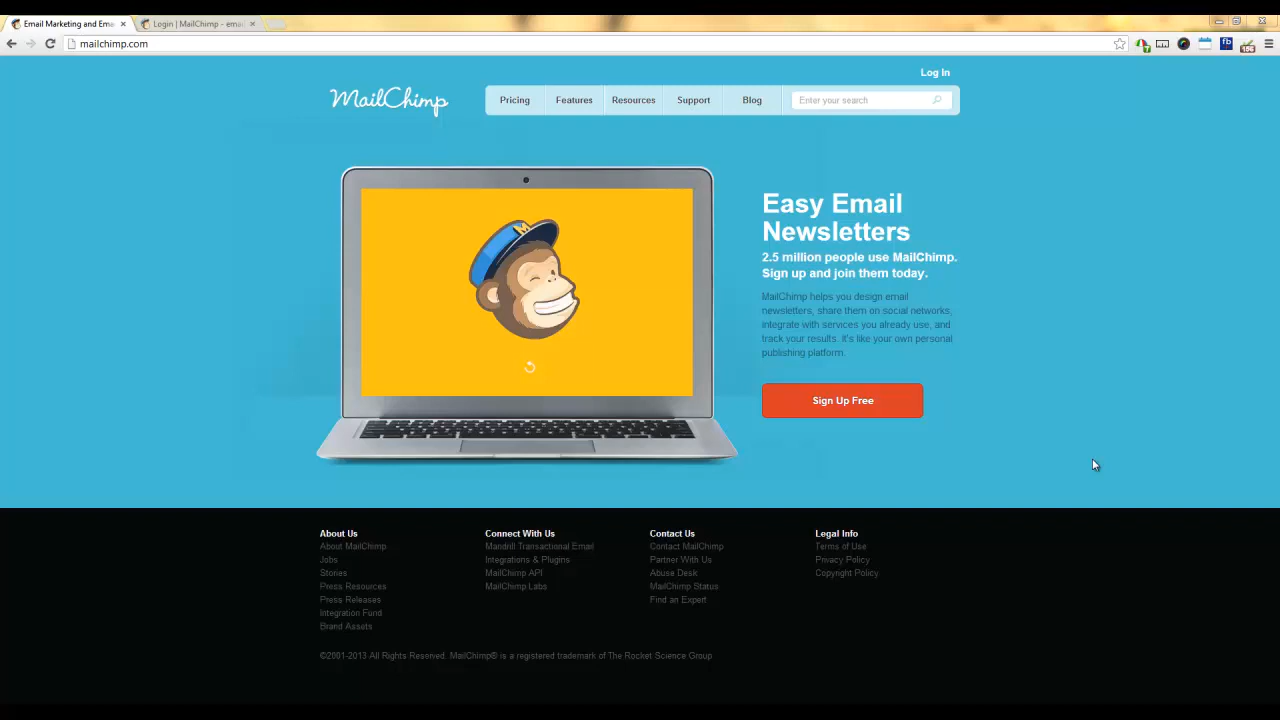 Email Marketing and Ema
Login | MailChimp - emai
mailchimp.com
Log In
MailChimp
Pricing
Features
Resources
Support
Blog
Enter your search
Easy Email
Newsletters
2.5 million people use MailChimp.
Sign up and join them today.
MailChimp helps you design email
newsletters, share them on social networks,
integrate with services you already use, and
track your results. It's like your own personal
publishing platform.
Sign Up Free
About Us
About MailChimp
Jobs
Stories
Press Resources
Press Releases
Integration Fund
Brand Assets
Connect With Us
Mandrill Transactional Email
Integrations & Plugins
MailChimp API
MailChimp Labs
Contact Us
Contact MailChimp
Partner With Us
Abuse Desk
MailChimp Status
Find an Expert
Legal Info
Terms of Use
Privacy Policy
Copyright Policy
©2001-2013 All Rights Reserved. MailChimp® is a registered trademark of The Rocket Science Group